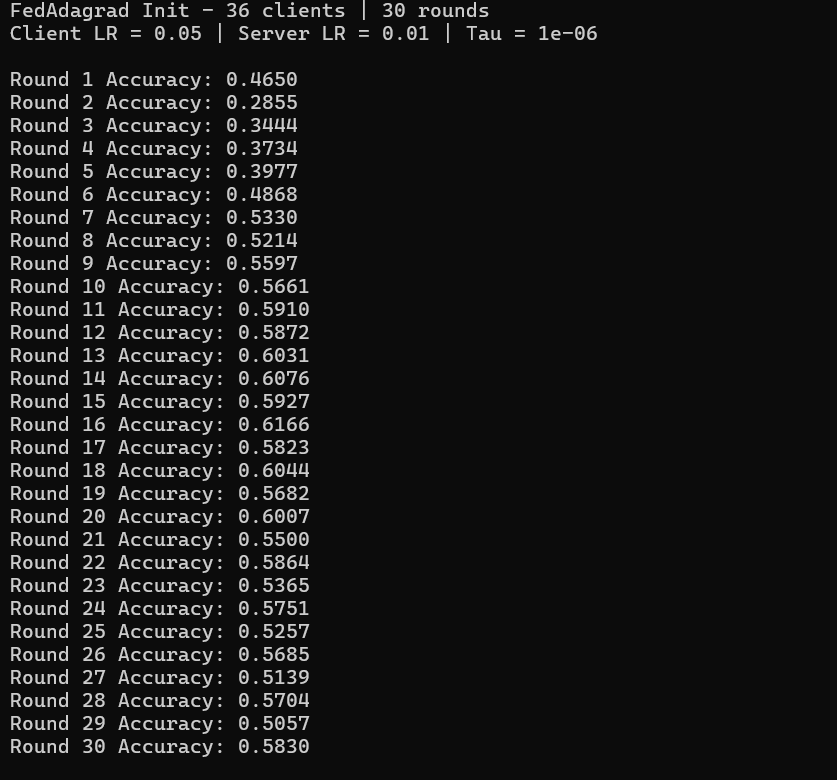 FedAdagrad Init – 36 clients | 30 rounds
Client LR = 0.05 | Server LR = 0.01 | Tau = 1e-06
Round 1 Accuracy: 0.4650
Round 2 Accuracy: 0.2855
Round 3 Accuracy: 0.3444
Round 4 Accuracy: 0.3734
Round 5 Accuracy: 0.3977
Round 6 Accuracy: 0.4868
Round 7 Accuracy: 0.5330
Round 8 Accuracy: 0.5214
Round 9 Accuracy: 0.5597
Round 10 Accuracy: 0.5661
Round 11 Accuracy: 0.5910
Round 12 Accuracy: 0.5872
Round 13 Accuracy: 0.6031
Round 14 Accuracy: 0.6076
Round 15 Accuracy: 0.5927
Round 16 Accuracy: 0.6166
Round 17 Accuracy: 0.5823
Round 18 Accuracy: 0.6044
Round 19 Accuracy: 0.5682
Round 20 Accuracy: 0.6007
Round 21 Accuracy: 0.5500
Round 22 Accuracy: 0.5864
Round 23 Accuracy: 0.5365
Round 24 Accuracy: 0.5751
Round 25 Accuracy: 0.5257
Round 26 Accuracy: 0.5685
Round 27 Accuracy: 0.5139
Round 28 Accuracy: 0.5704
Round 29 Accuracy: 0.5057
Round 30 Accuracy: 0.5830